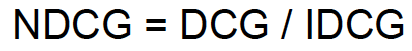 NDCG = DCG / IDCG